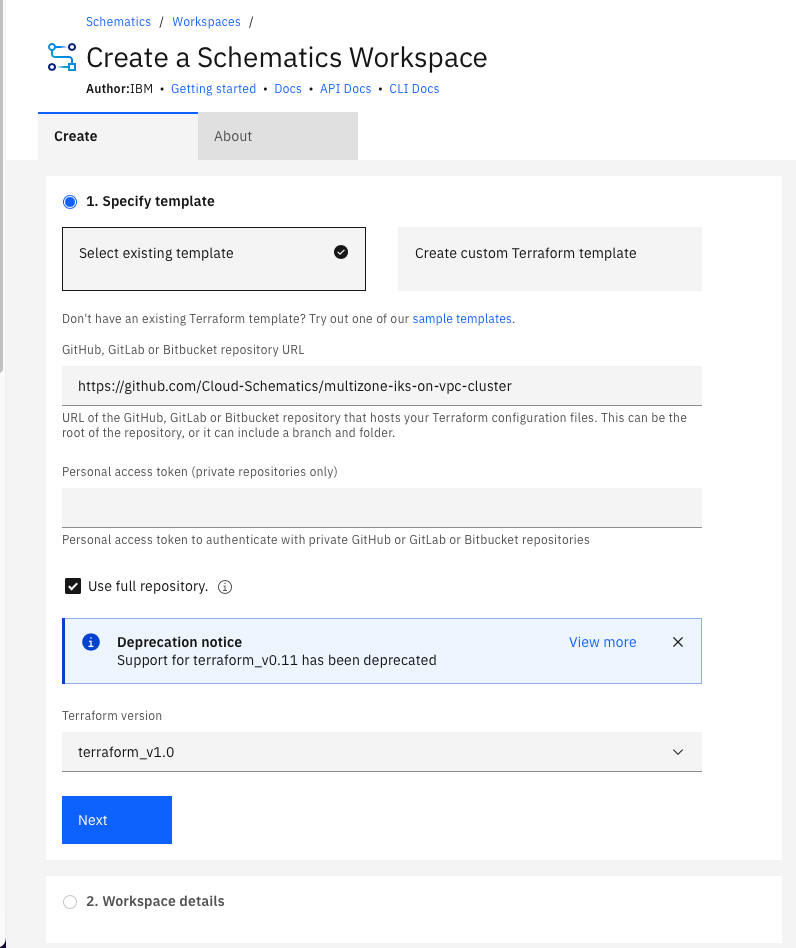 Schematics / Workspaces /
Create a Schematics Workspace
Author:IBM • Getting started • Docs • API Docs • CLI Docs
Create
About
1. Specify template
Select existing template
Create custom Terraform template
Don't have an existing Terraform template? Try out one of our sample templates.
GitHub, GitLab or Bitbucket repository URL
https://github.com/Cloud-Schematics/multizone-iks-on-vpc-cluster
URL of the GitHub, GitLab or Bitbucket repository that hosts your Terraform configuration files. This can be the
root of the repository, or it can include a branch and folder.
Personal access token (private repositories only)
Personal access token to authenticate with private GitHub or GitLab or Bitbucket repositories
Use full repository.
Deprecation notice
View more
Support for terraform_v0.11 has been deprecated
Terraform version
terraform_v1.0
Next
2. Workspace details